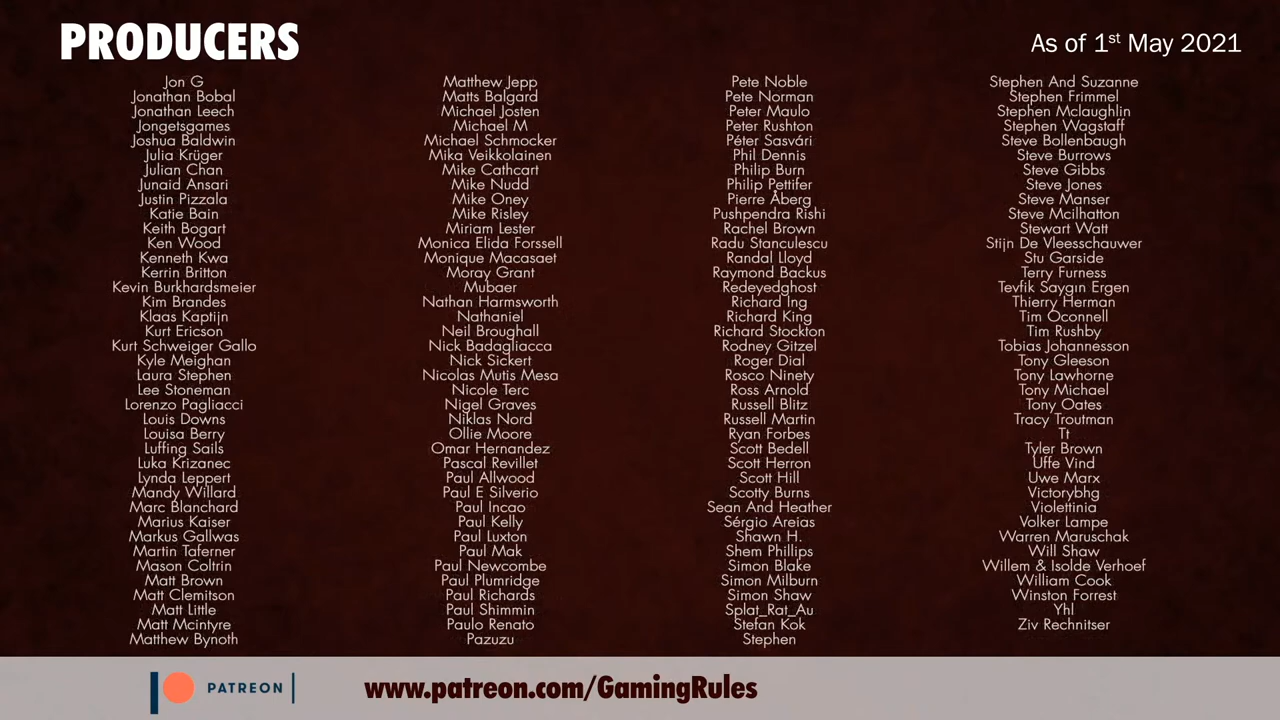 PRODUCERS
As of 1st May 2021
Jon G
Jonathan Bobal
Jonathan Leech
Jongetsgames
Joshua Baldwin
Julia Krüger
Julian Chan
Junaid Ansari
Justin Pizzala
Katie Bain
Keith Bogart
Ken Wood
Kenneth Kwa
Kerrin Britton
Kevin Burkhardsmeier
Kim Brandes
Klaas Kaptijn
Kurt Ericson
Kurt Schweiger Gallo
Kyle Meighan
Laura Stephen
Lee Stoneman
Lorenzo Pagliacci
Louis Downs
Louisa Berry
Luffing Sails
Luka Krizanec
Lynda Leppert
Mandy Willard
Marc Blanchard
Marius Kaiser
Markus Gallwas
Martin Taferner
Mason Coltrin
Matt Brown
Matt Clemitson
Matt Little
Matt Mcintyre
Matthew Bynoth
Matthew Jepp
Matts Balgard
Michael Josten
Michael M
Michael Schmocker
Mika Veikkolainen
Mike Cathcart
Mike Nudd
Mike Oney
Mike Risley
Miriam Lester
Monica Elida Forssell
Monique Macasaet
Moray Grant
Mubaer
Nathan Harmsworth
Nathaniel
Neil Broughall
Nick Badagliacca
Nick Sickert
Nicolas Mutis Mesa
Nicole Terc
Nigel Graves
Niklas Nord
Ollie Moore
Omar Hernandez
Pascal Revillet
Paul Allwood
Paul E Silverio
Paul Incao
Paul Kelly
Paul Luxton
Paul Mak
Paul Newcombe
Paul Plumridge
Paul Richards
Paul Shimmin
Paulo Renato
Pazuzu
Pete Noble
Pete Norman
Peter Maulo
Peter Rushton
Péter Sasvári
Phil Dennis
Philip Burn
Philip Pettifer
Pierre Åberg
Pushpendra Rishi
Rachel Brown
Radu Stanculescu
Randal Lloyd
Raymond Backus
Redeyedghost
Richard Ing
Richard King
Richard Stockton
Rodney Gitzel
Roger Dial
Rosco Ninety
Ross Arnold
Russell Blitz
Russell Martin
Ryan Forbes
Scott Bedell
Scott Herron
Scott Hill
Scotty Burns
Sean And Heather
Sérgio Areias
Shawn H.
Shem Phillips
Simon Blake
Simon Milburn
Simon Shaw
Splat_Rat_Au
Stefan Kok
Stephen
Stephen And Suzanne
Stephen Frimmel
Stephen Mclaughlin
Stephen Wagstaff
Steve Bollenbaugh
Steve Burrows
Steve Gibbs
Steve Jones
Steve Manser
Steve Mcilhatton
Stewart Watt
Stijn De Vleesschauwer
Stu Garside
Terry Furness
Tevfik Saygın Ergen
Thierry Herman
Tim Oconnell
Tim Rushby
Tobias Johannesson
Tony Gleeson
Tony Lawhorne
Tony Michael
Tony Oates
Tracy Troutman
Tt
Tyler Brown
Uffe Vind
Uwe Marx
Victorybhg
Violettinia
Volker Lampe
Warren Maruschak
Will Shaw
Willem & Isolde Verhoef
William Cook
Winston Forrest
Yhl
Ziv Rechnitser
PATREON
www.patreon.com/GamingRules